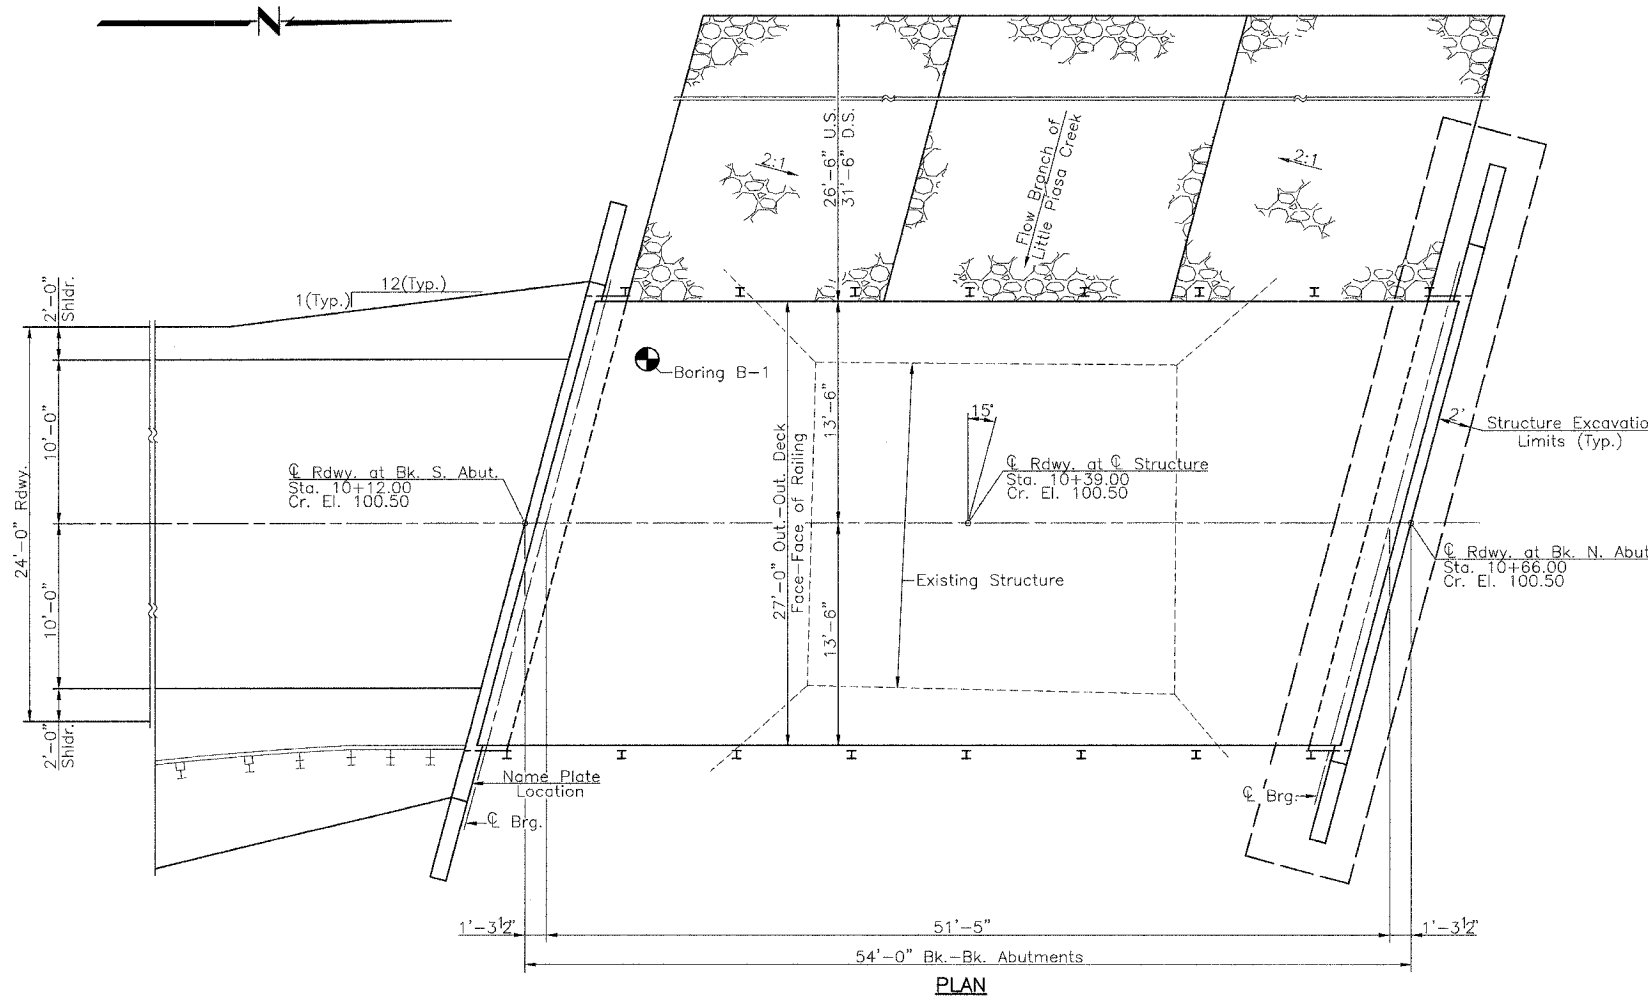 N
26'-6" U.S.
31'-6" D.S.
2:1
Flow Branch of
Little Piasa Creek
2:1
2'-0"
Shldr.
1(Typ.)
12(Typ.)
Boring B-1
10'-0"
24'-0" Rdwy.
27'-0" Out.-Out. Deck
Face-Face of Railing
13'-6"
15°
2'
Structure Excavatio
Limits (Typ.)
℄ Rdwy. at Bk. S. Abut.
Sta. 10+12.00
Cr. El. 100.50
℄ Rdwy. at ℄ Structure
Sta. 10+39.00
Cr. El. 100.50
℄ Rdwy. at Bk. N. Abut
Sta. 10+66.00
Cr. El. 100.50
Existing Structure
10'-0"
13'-6"
2'-0"
Shldr.
Name Plate
Location
℄ Brg.
℄ Brg.
1'-3½"
51'-5"
1'-3½"
54'-0" Bk.-Bk. Abutments
PLAN